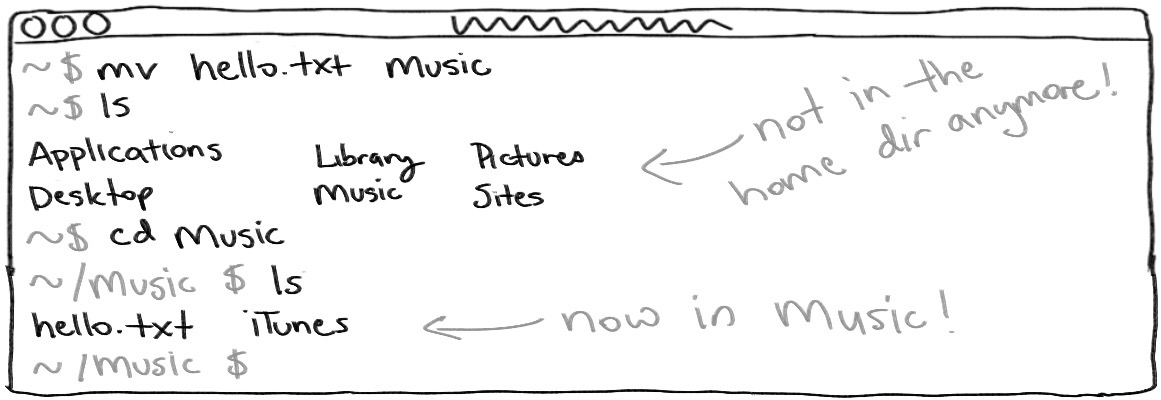 ~ $ mv hello.txt Music
~ $ ls
Applications Library Pictures
Desktop Music Sites
not in the
home dir anymore!
~ $ cd Music
~/Music $ ls
hello.txt iTunes
now in Music!
~/Music $